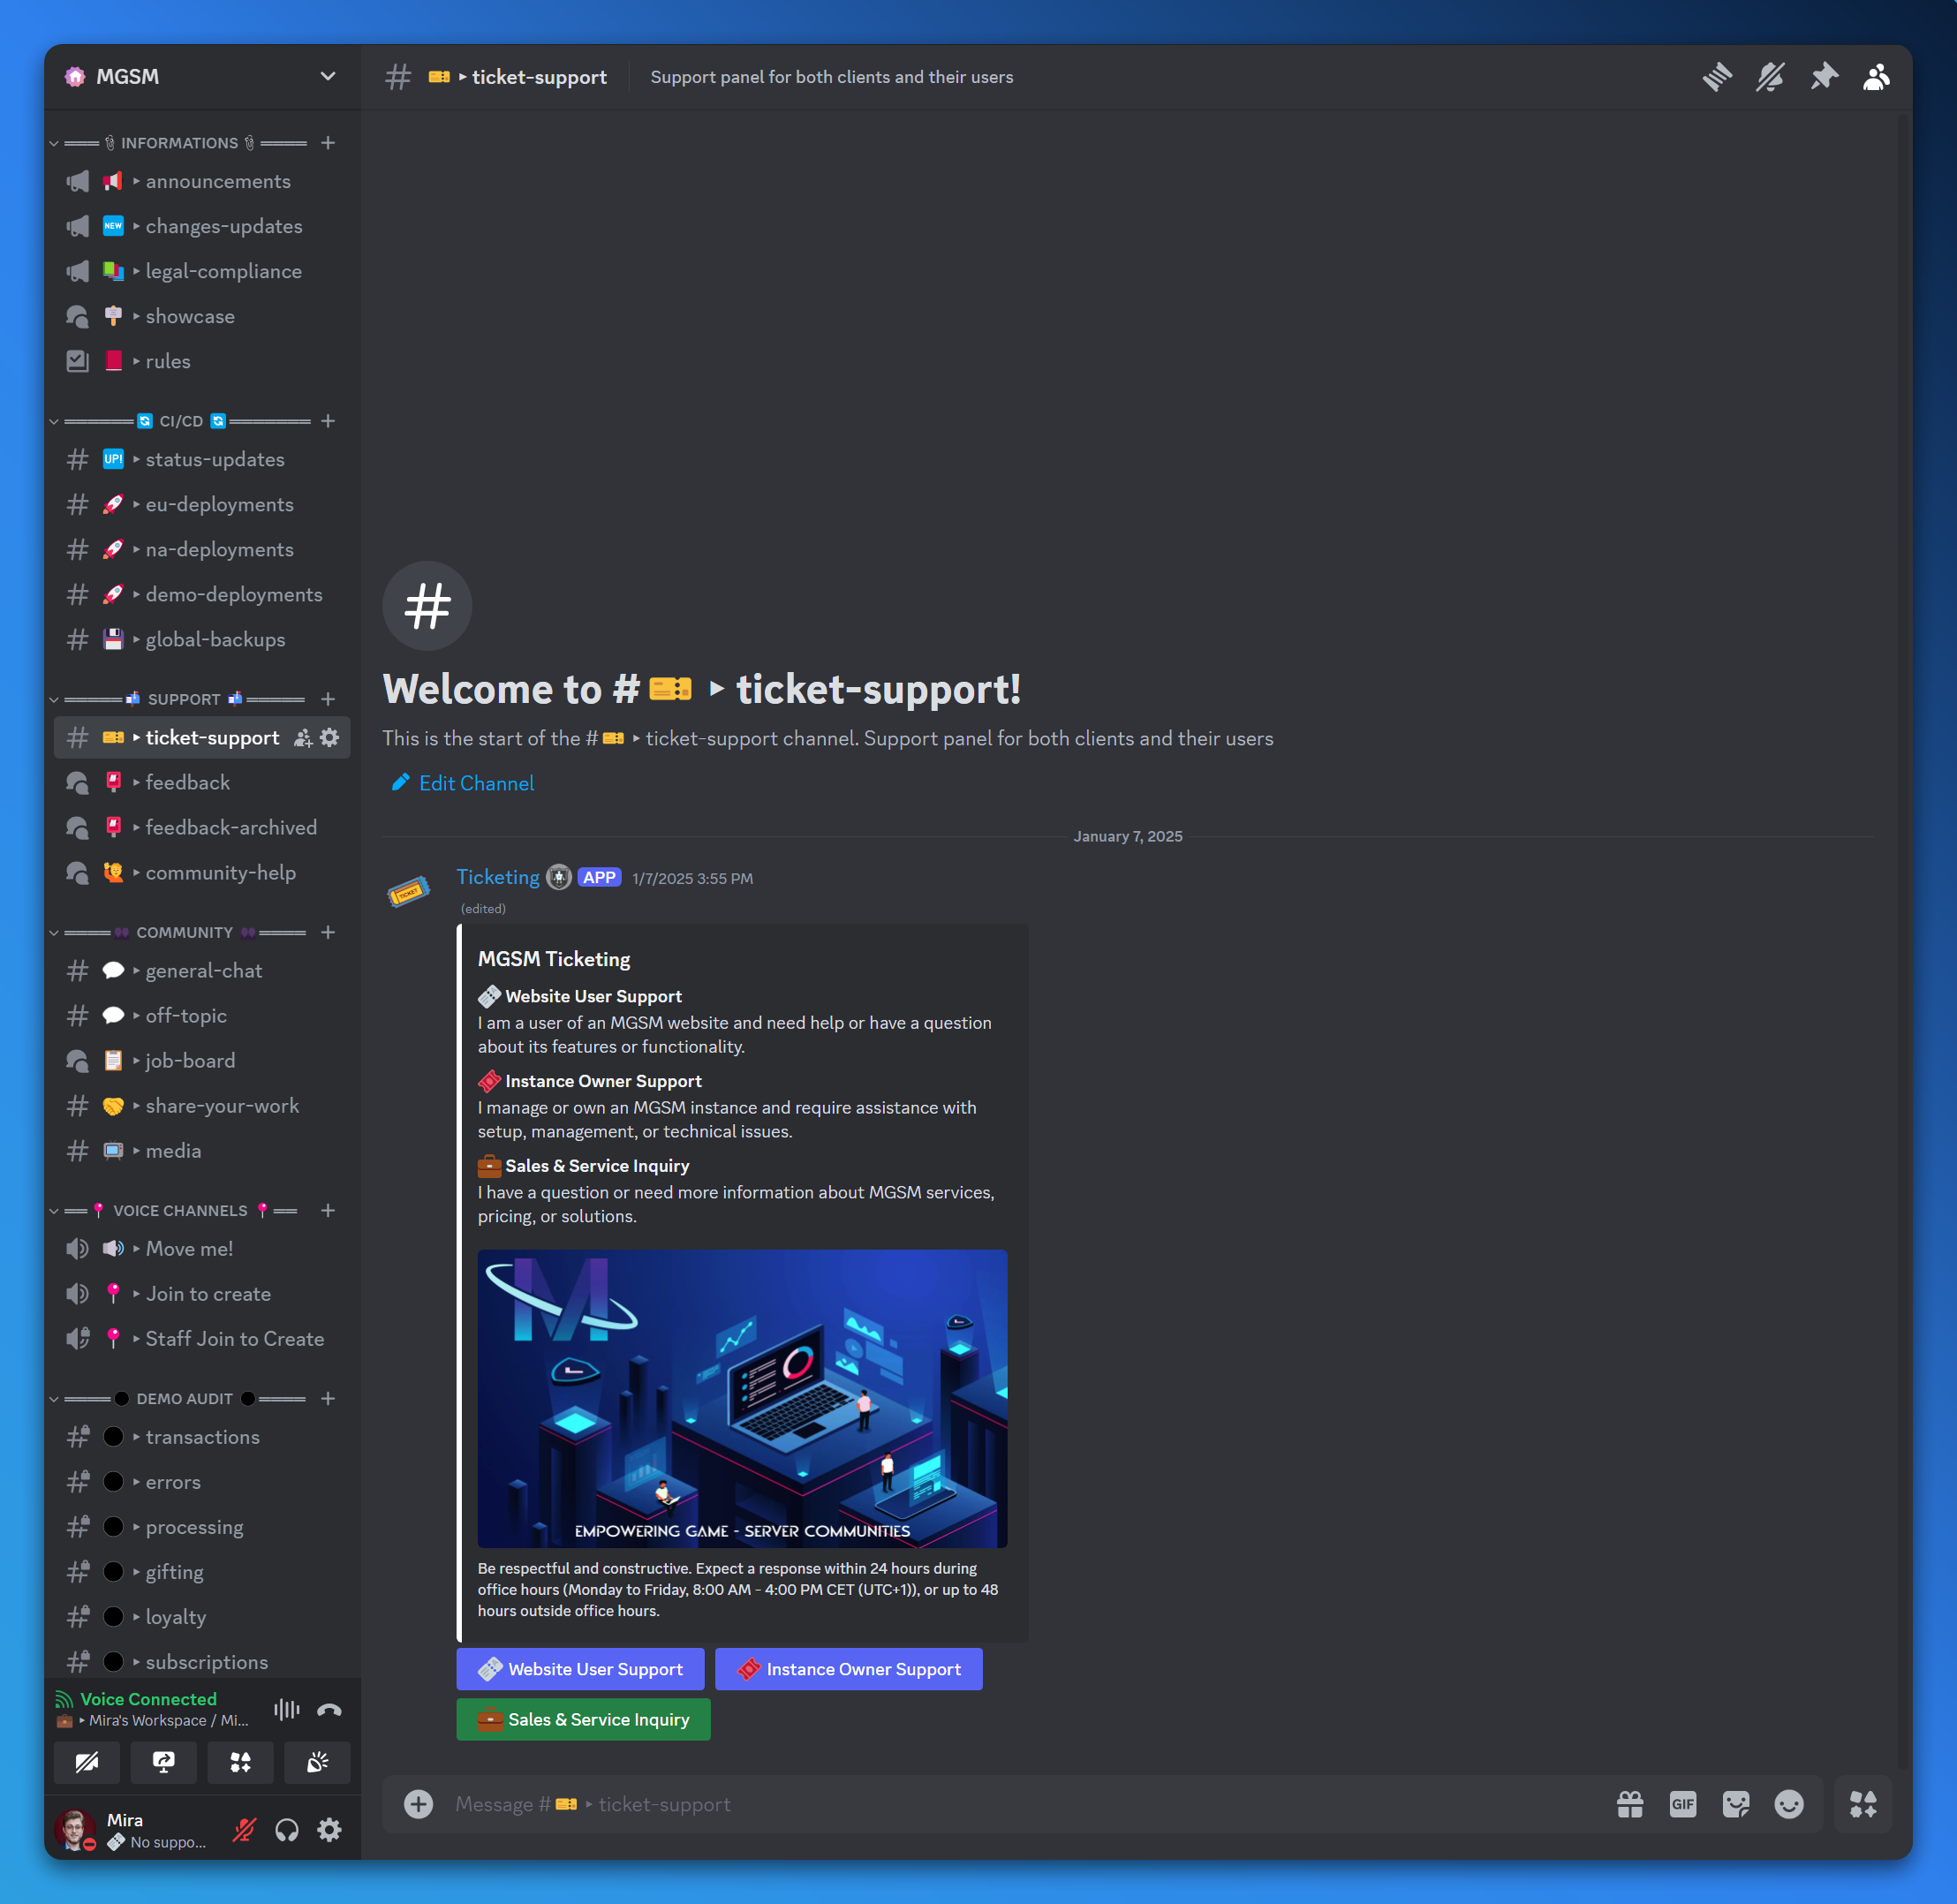 MGSM
INFORMATIONS
announcements
NEW changes-updates
legal-compliance
showcase
rules
CI/CD
UP! status-updates
eu-deployments
na-deployments
demo-deployments
global-backups
SUPPORT
# ticket-support
feedback
feedback-archived
community-help
COMMUNITY
# general-chat
# off-topic
job-board
# share-your-work
# media
VOICE CHANNELS
Move me!
Join to create
Staff Join to Create
DEMO AUDIT
transactions
errors
processing
gifting
loyalty
subscriptions
Voice Connected
Mira's Workspace / Mi...
Mira
No suppo...
# 🎫 ▸ ticket-support
Support panel for both clients and their users
#
Welcome to # 🎫 ▸ ticket-support!
This is the start of the # 🎫 ▸ ticket-support channel. Support panel for both clients and their users
Edit Channel
January 7, 2025
TICKET
Ticketing APP 1/7/2025 3:55 PM
(edited)
MGSM Ticketing
Website User Support
I am a user of an MGSM website and need help or have a question
about its features or functionality.
Instance Owner Support
I manage or own an MGSM instance and require assistance with
setup, management, or technical issues.
Sales & Service Inquiry
I have a question or need more information about MGSM services,
pricing, or solutions.
M
EMPOWERING GAME - SERVER COMMUNITIES
Be respectful and constructive. Expect a response within 24 hours during
office hours (Monday to Friday, 8:00 AM - 4:00 PM CET (UTC+1)), or up to 48
hours outside office hours.
Website User Support
Instance Owner Support
Sales & Service Inquiry
Message # 🎫 ▸ ticket-support
GIF